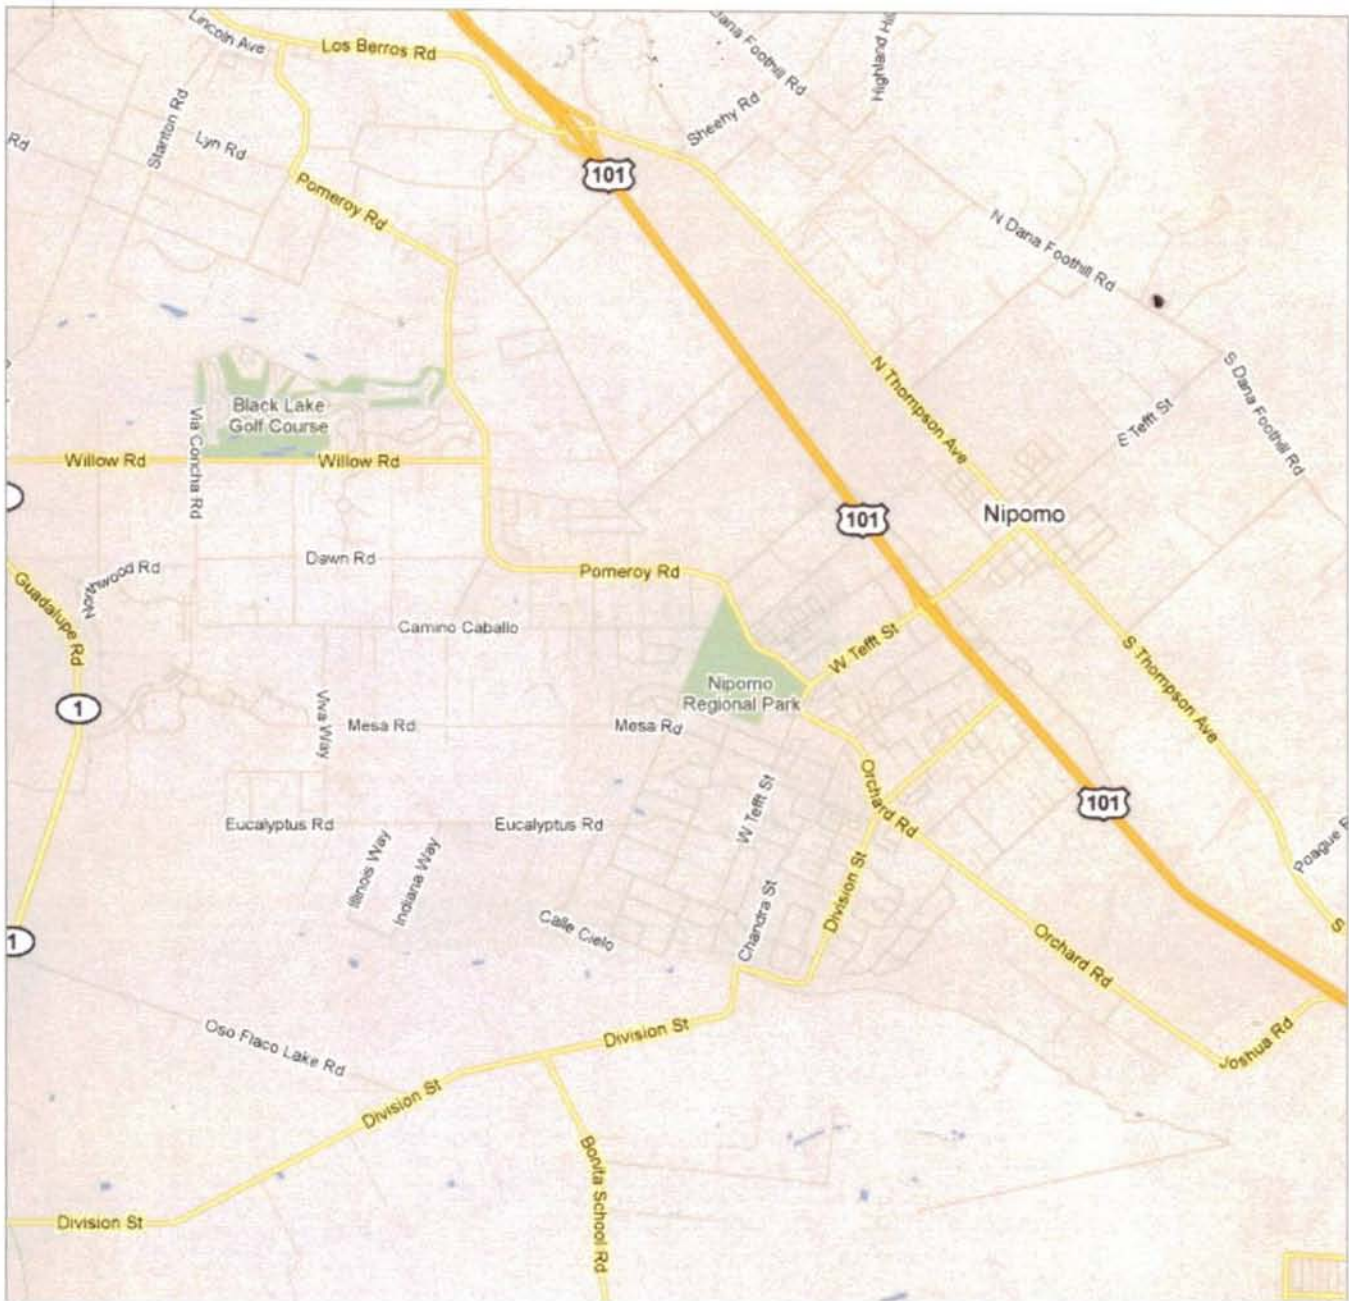 Lincoln Ave
Los Berros Rd
Dana Foothill Rd
Sheehy Rd
Stanton Rd
Lyn Rd
Rd
101
Pomeroy Rd
N Dana Foothill Rd
S Dana Foothill Rd
E Tefft St
N Thompson Ave
Black Lake
Golf Course
Via Concha Rd
Willow Rd
Willow Rd
101
Nipomo
Dawn Rd
Pomeroy Rd
Guadalupe Rd
Camino Caballo
W Tefft St
S Thompson Ave
Nipomo
Regional Park
1
Viva Way
Mesa Rd
Mesa Rd
Orchard Rd
W Tefft St
101
Eucalyptus Rd
Eucalyptus Rd
Illinois Way
Indiana Way
Division St
Chandra St
Calle Cielo
1
Orchard Rd
S
Oso Flaco Lake Rd
Division St
Joshua Rd
Division St
Bonita School Rd
Division St